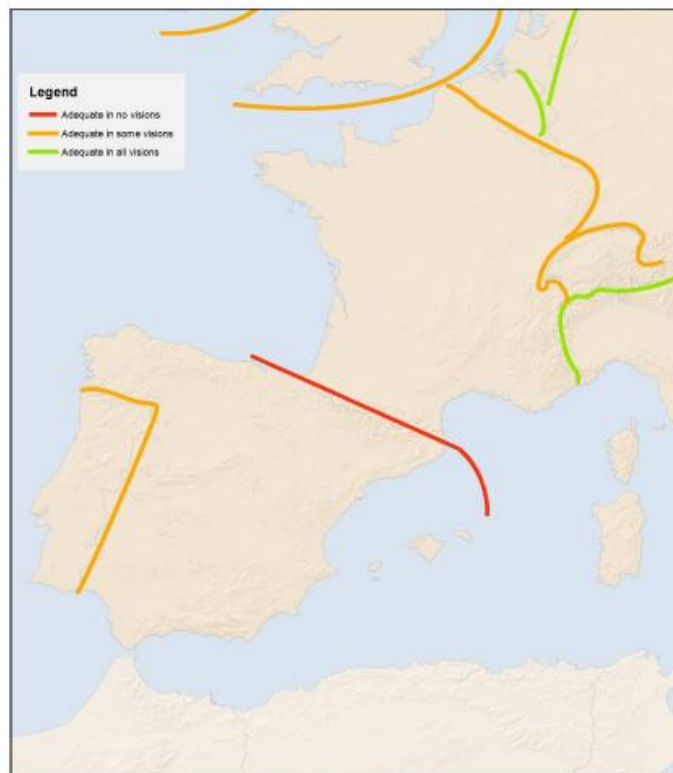 Legend
Adequate in no visions
Adequate in some visions
Adequate in all visions